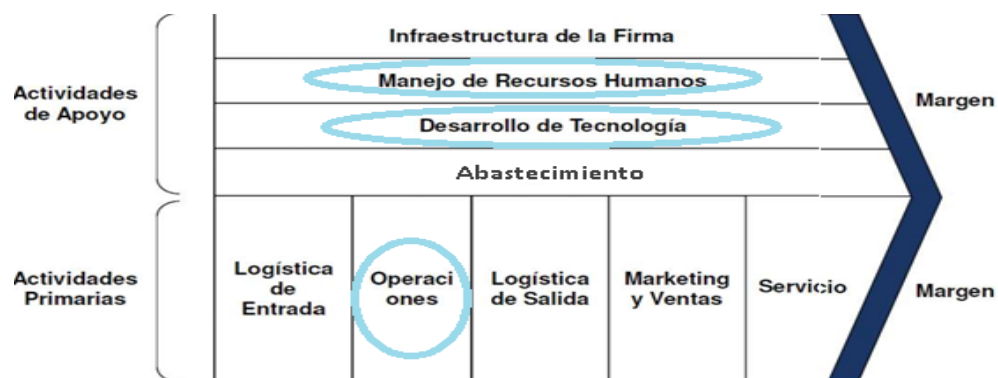 Infraestructura de la Firma
Manejo de Recursos Humanos
Actividades
de Apoyo
Margen
Desarrollo de Tecnología
Abastecimiento
Actividades
Primarias
Logística
de
Entrada
Operaci
ones
Logística
de Salida
Marketing
y Ventas
Servicio
Margen